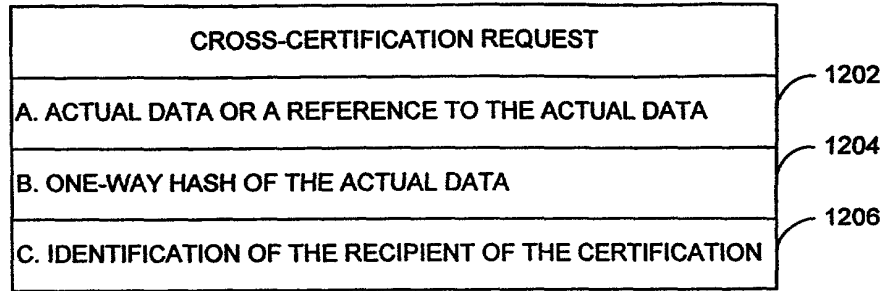 CROSS-CERTIFICATION REQUEST
1202
A. ACTUAL DATA OR A REFERENCE TO THE ACTUAL DATA
1204
B. ONE-WAY HASH OF THE ACTUAL DATA
1206
C. IDENTIFICATION OF THE RECIPIENT OF THE CERTIFICATION